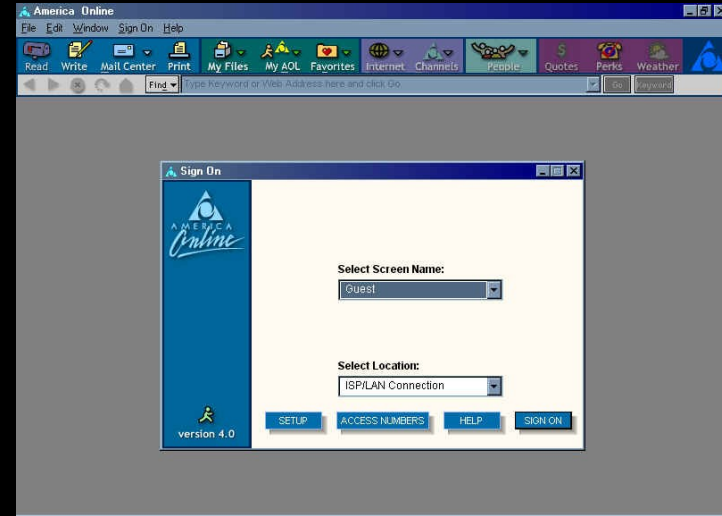 America Online
File Edit Window Sign On Help
Read Write Mail Center Print My Files My AOL Favorites Internet Channels People Quotes Perks Weather
Find Type Keyword or Web Address here and click Go Go Keyword
Sign On
AMERICA
Online
Select Screen Name:
Guest
Select Location:
ISP/LAN Connection
SETUP ACCESS NUMBERS HELP SIGN ON
version 4.0